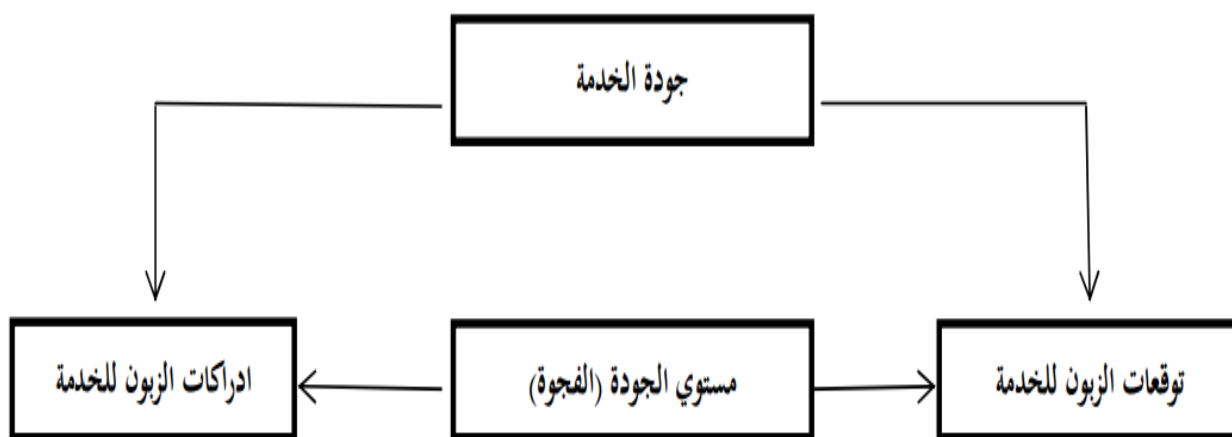 جودة الخدمة
توقعات الزبون للخدمة
مستوي الجودة (الفجوة)
ادراكات الزبون للخدمة